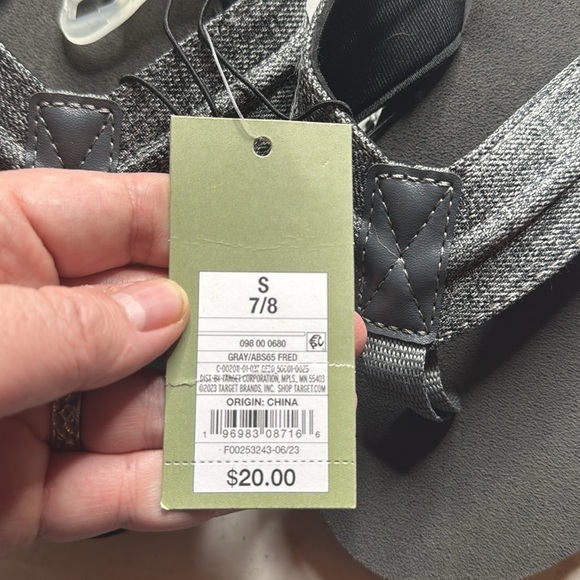 S
7/8
098 00 0680
GRAY/ABS65 FRED
DIST. BY TARGET CORPORATION, MPLS., MN 55403
©2023 TARGET BRANDS, INC. SHOP TARGET.COM
ORIGIN: CHINA
1 96983 08716 6
F00253243-06/23
$20.00